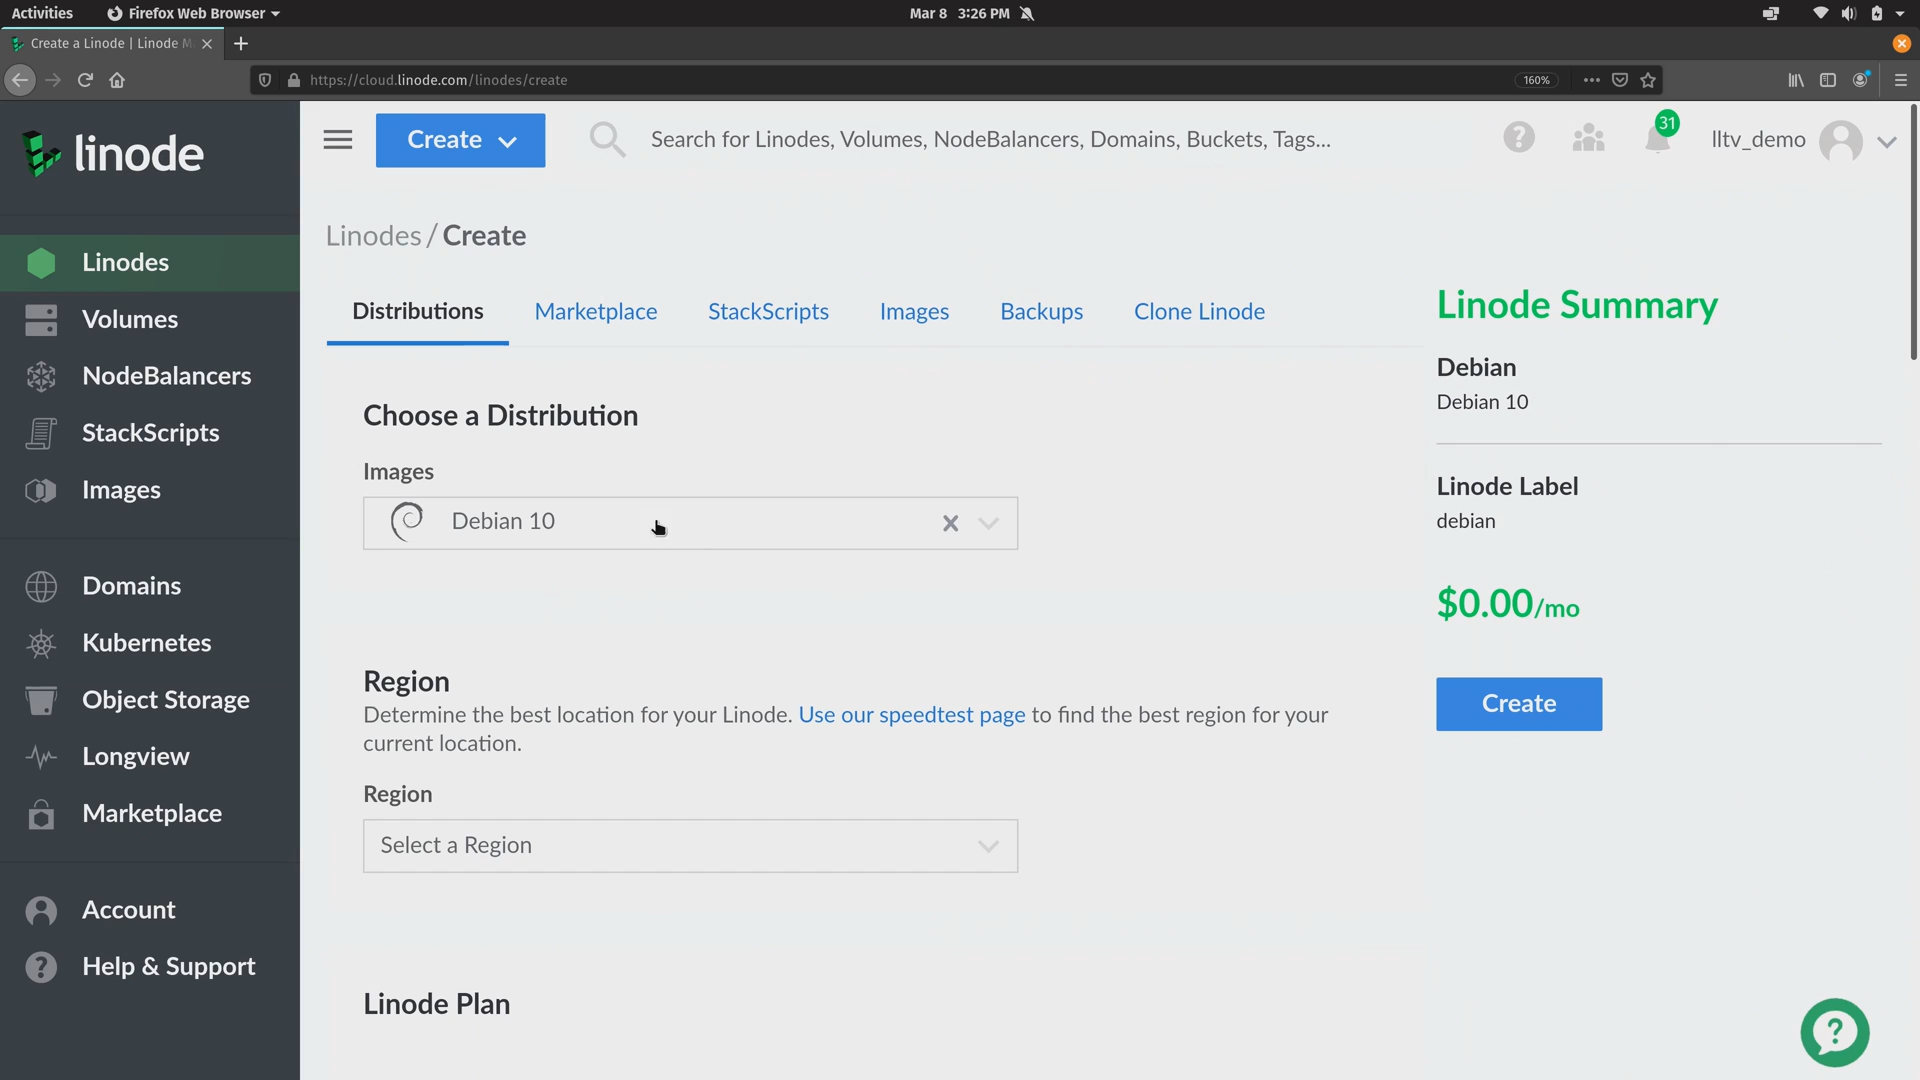 Activities
Firefox Web Browser
Mar 8 3:26 PM
Create a Linode | Linode M
https://cloud.linode.com/linodes/create
160%
linode
Create
Search for Linodes, Volumes, NodeBalancers, Domains, Buckets, Tags...
31
lltv_demo
Linodes
Volumes
NodeBalancers
StackScripts
Images
Domains
Kubernetes
Object Storage
Longview
Marketplace
Account
Help & Support
Linodes / Create
Distributions
Marketplace
StackScripts
Images
Backups
Clone Linode
Choose a Distribution
Images
Debian 10
Region
Determine the best location for your Linode. Use our speedtest page to find the best region for your
current location.
Region
Select a Region
Linode Plan
Linode Summary
Debian
Debian 10
Linode Label
debian
$0.00/mo
Create